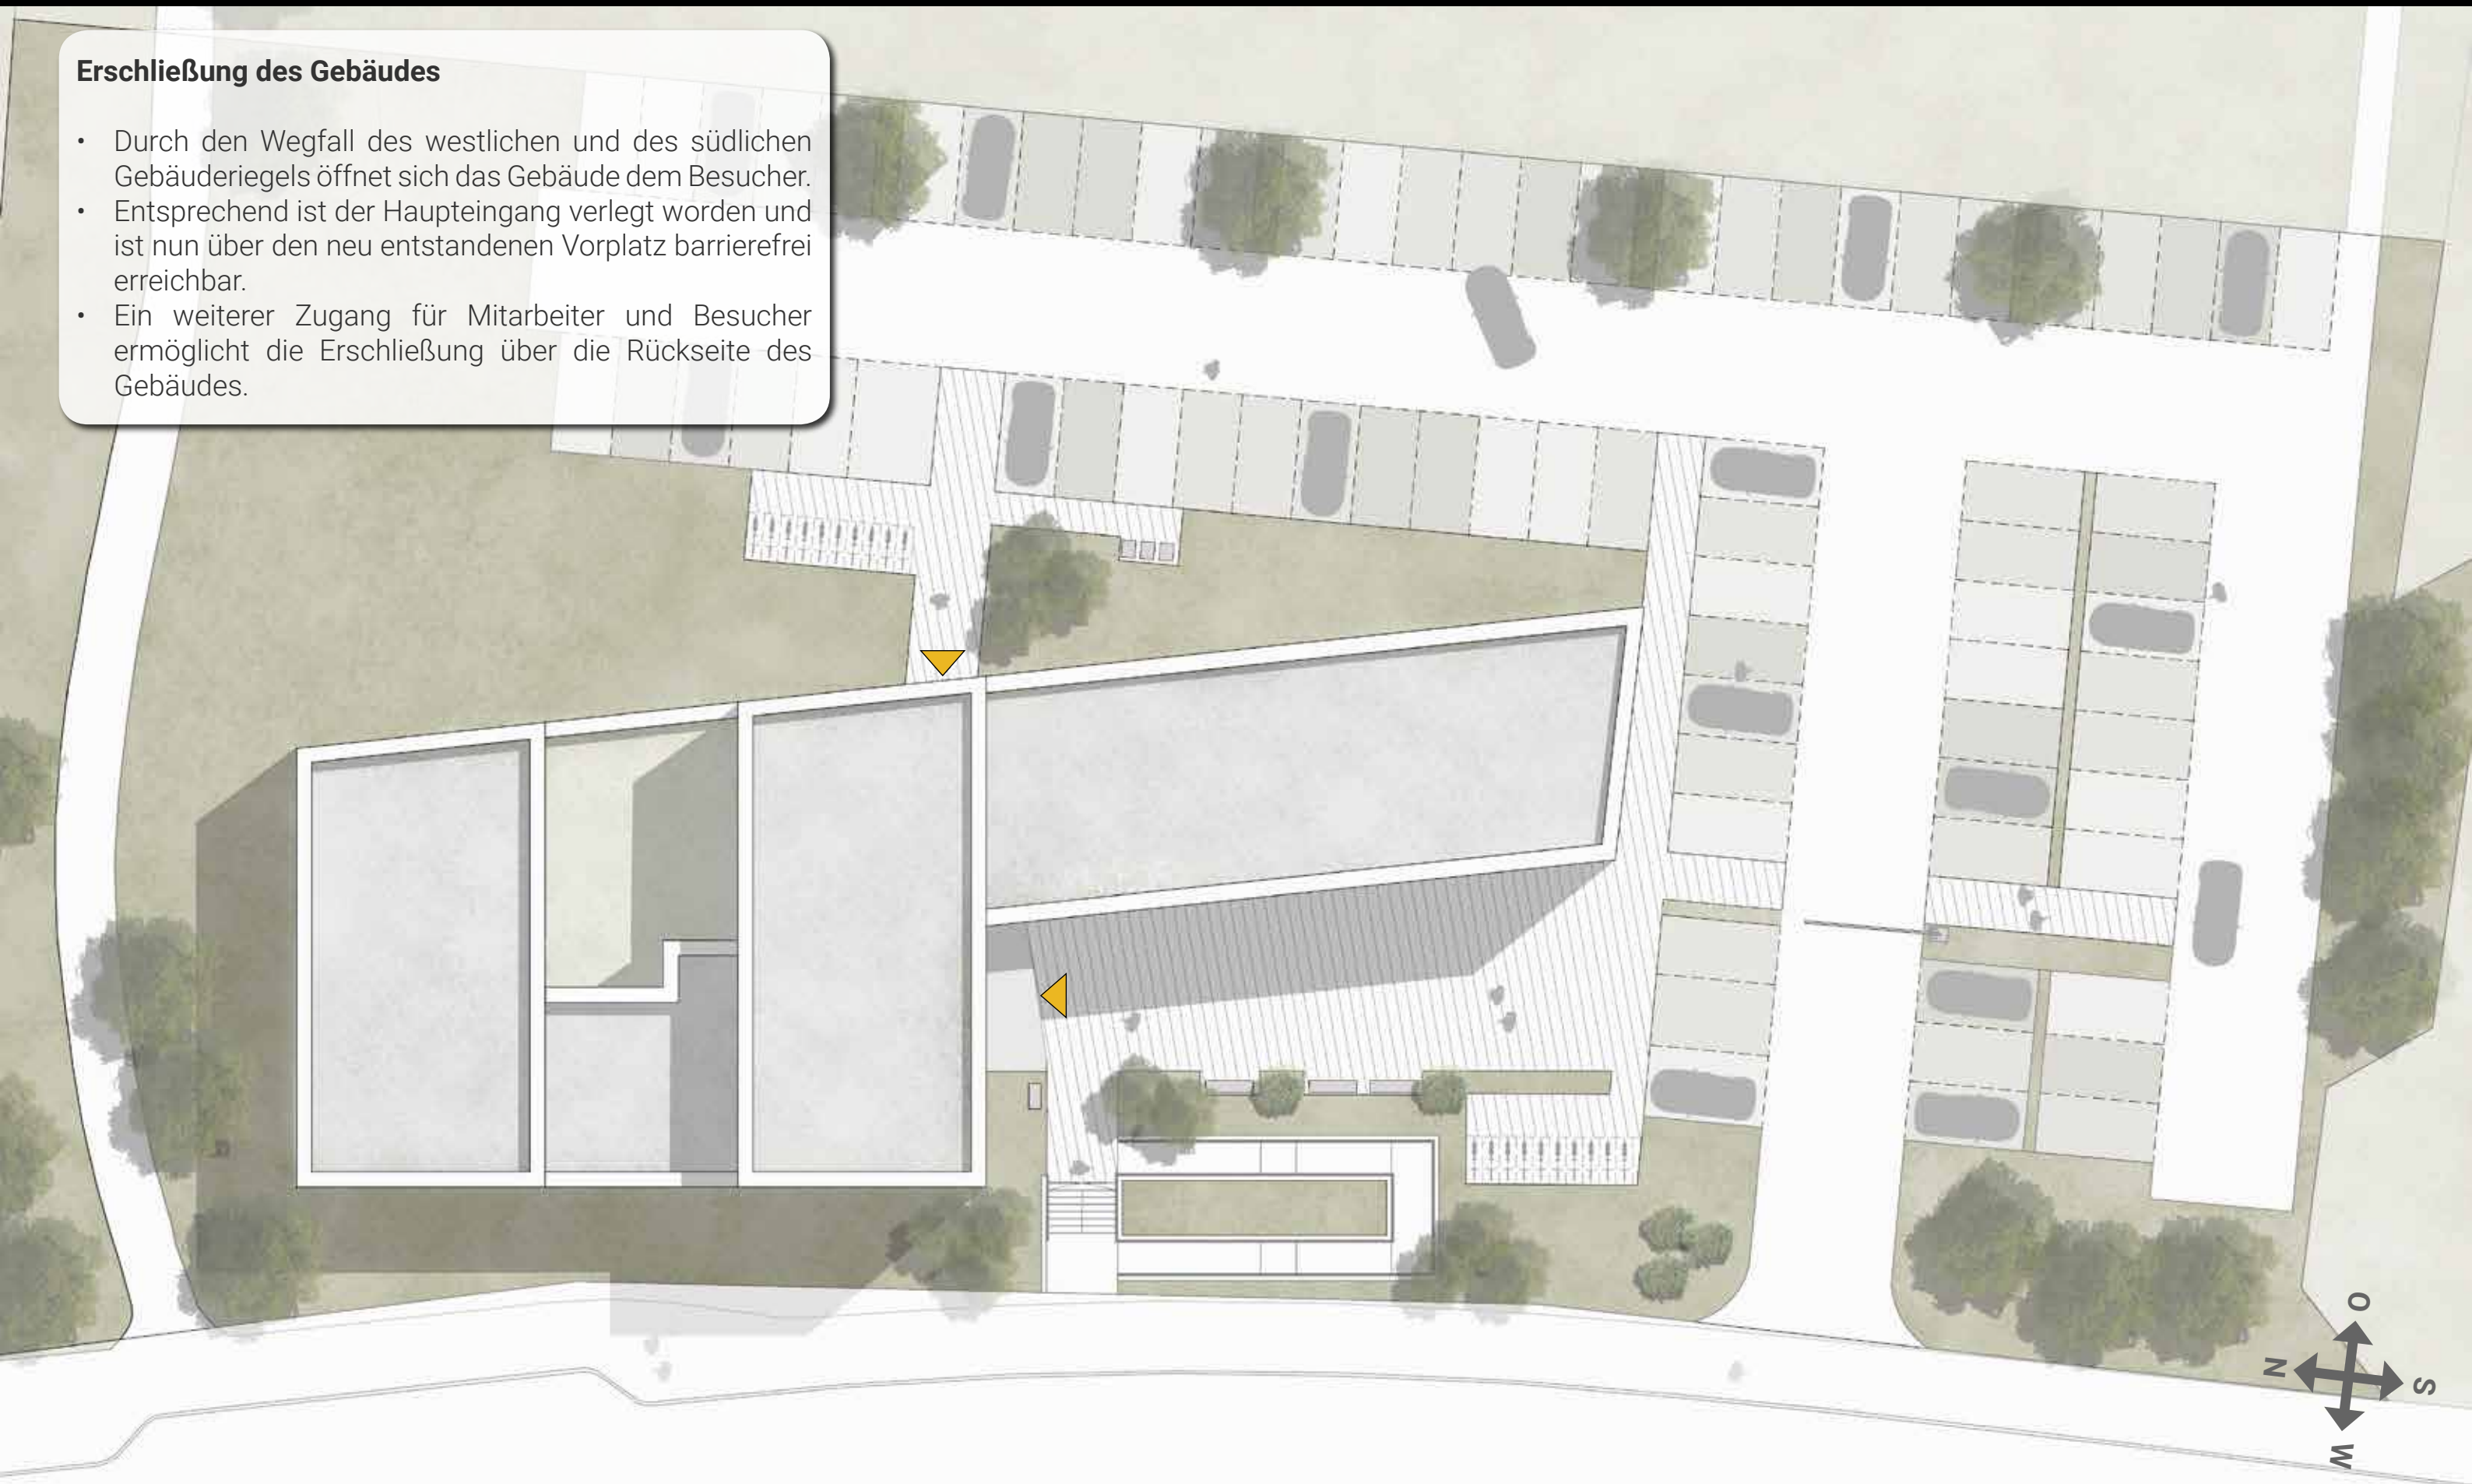 Erschließung des Gebäudes
• Durch den Wegfall des westlichen und des südlichen
Gebäuderiegels öffnet sich das Gebäude dem Besucher.
• Entsprechend ist der Haupteingang verlegt worden und
ist nun über den neu entstandenen Vorplatz barrierefrei
erreichbar.
• Ein weiterer Zugang für Mitarbeiter und Besucher
ermöglicht die Erschließung über die Rückseite des
Gebäudes.
O
N
S
W